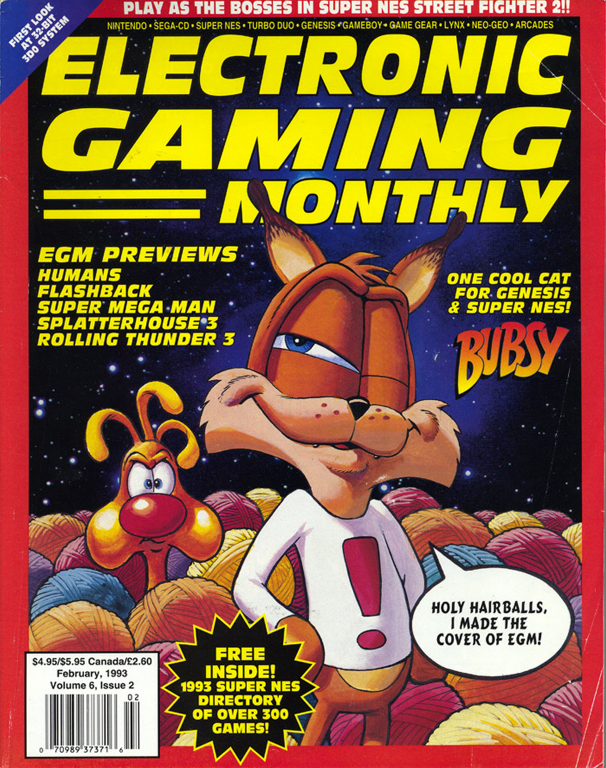 PLAY AS THE BOSSES IN SUPER NES STREET FIGHTER 2!!
FIRST LOOK
AT 32-BIT
3DO SYSTEM
NINTENDO • SEGA-CD • SUPER NES • TURBO DUO • GENESIS • GAMEBOY • GAME GEAR • LYNX • NEO-GEO • ARCADES
ELECTRONIC
GAMING
MONTHLY
EGM PREVIEWS
HUMANS
FLASHBACK
SUPER MEGA MAN
SPLATTERHOUSE 3
ROLLING THUNDER 3
ONE COOL CAT
FOR GENESIS
& SUPER NES!
BUBSY
!
HOLY HAIRBALLS,
I MADE THE
COVER OF EGM!
FREE
INSIDE!
1993 SUPER NES
DIRECTORY
OF OVER 300
GAMES!
$4.95/$5.95 Canada/£2.60
February, 1993
Volume 6, Issue 2
02
0 70989 37371 6